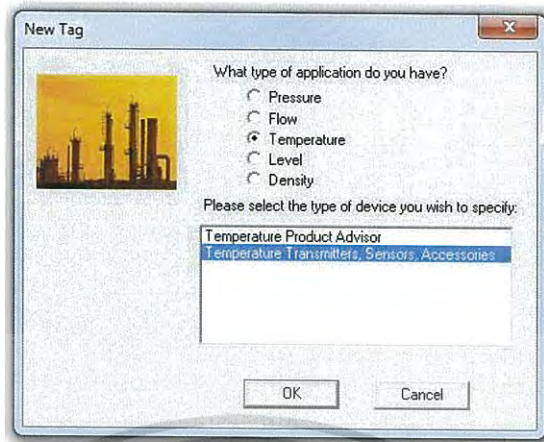 New Tag
What type of application do you have?
Pressure
Flow
Temperature
Level
Density
Please select the type of device you wish to specify:
Temperature Product Advisor
Temperature Transmitters, Sensors, Accessories
OK
Cancel